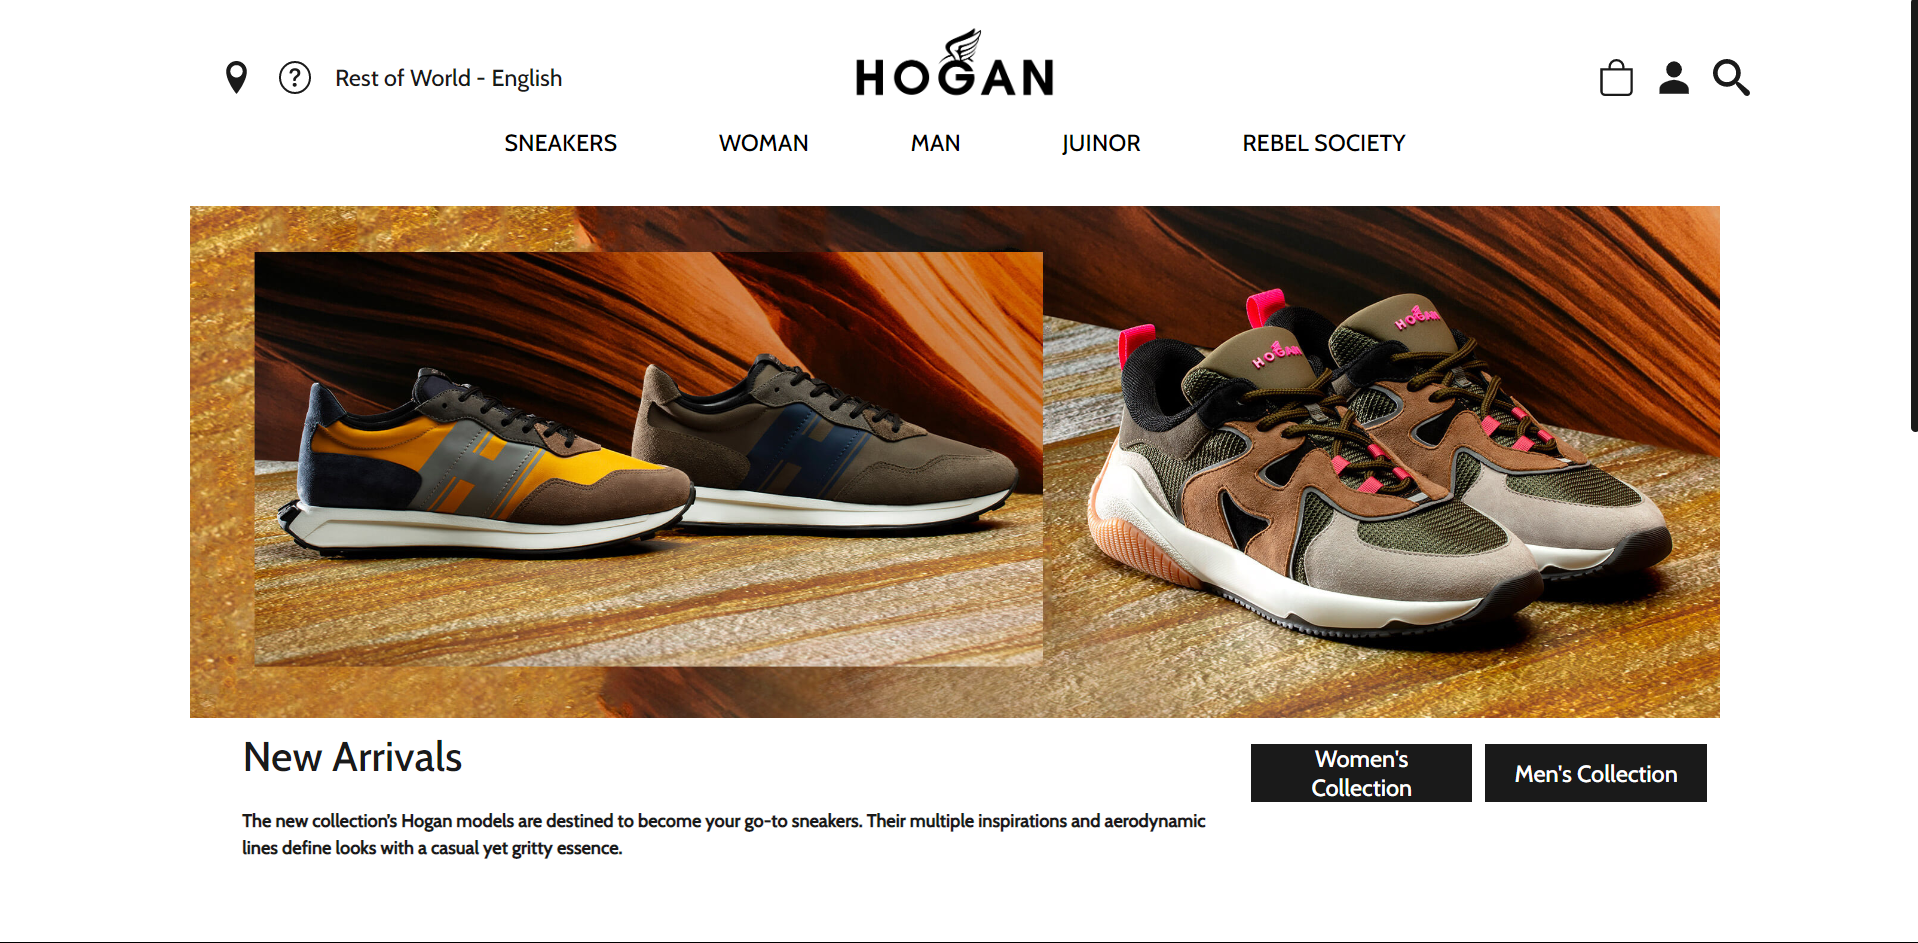 Rest of World - English
HOGAN
SNEAKERS WOMAN MAN JUINOR REBEL SOCIETY
HOGAN
HOGAN
New Arrivals
Women's
Collection
Men's Collection
The new collection's Hogan models are destined to become your go-to sneakers. Their multiple inspirations and aerodynamic
lines define looks with a casual yet gritty essence.